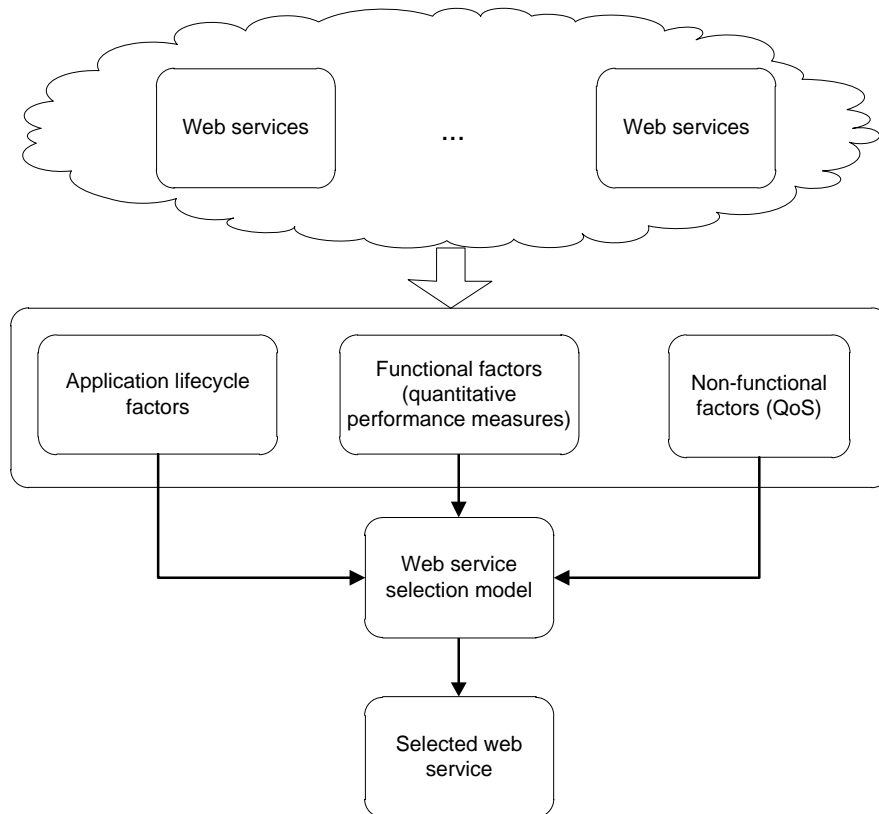 Web services
...
Web services
Application lifecycle
factors
Functional factors
(quantitative
performance measures)
Non-functional
factors (QoS)
Web service
selection model
Selected web
service